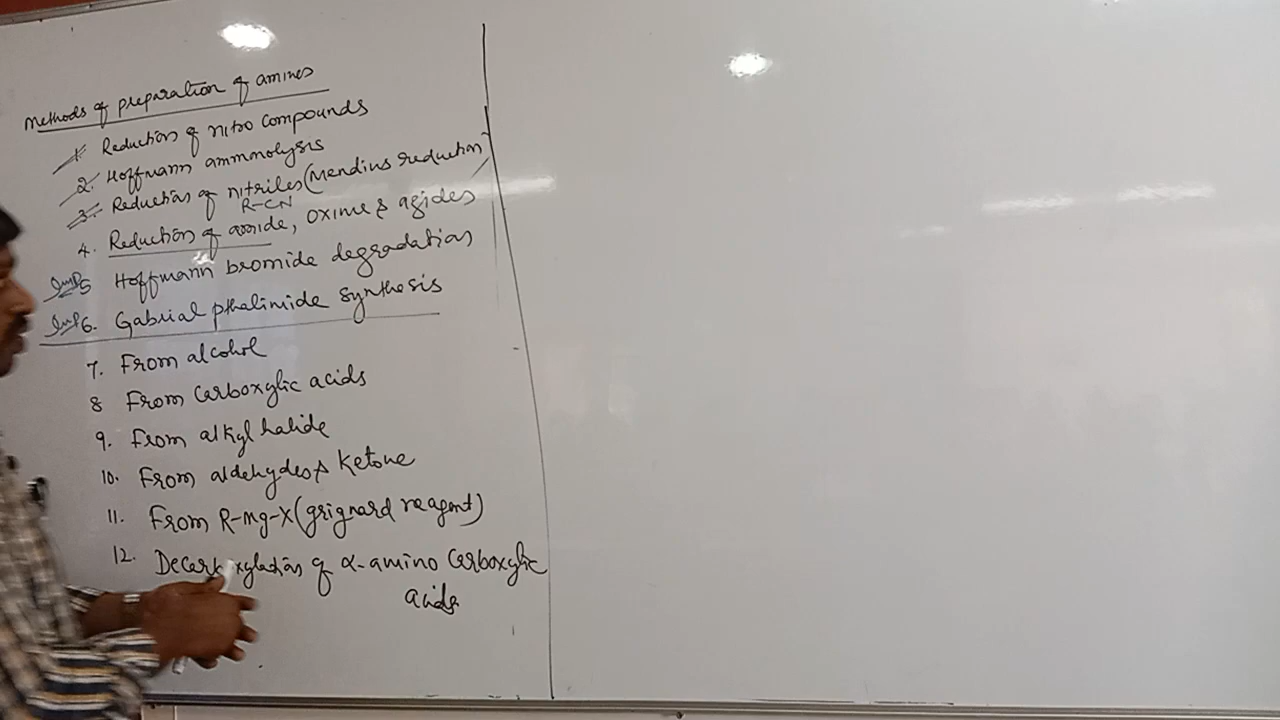 Methods of preparation of amines
1. Reduction of nitro compounds
2. Hoffmann ammnolysis
3. Reduction of nitriles (Mendius reduction
R-CN
4. Reduction of amide, oxime & azides
Imp 5 Hoffmann bromide degradation
Imp 6. Gabrial pthalimide synthesis
7. From alcohol
8 From Carboxylic acids
9. From alkyl halide
10. From aldehydes & Ketone
11. From R-Mg-X (grignard reagent)
12. Decarboxylation of α-amino Carboxylic
acids